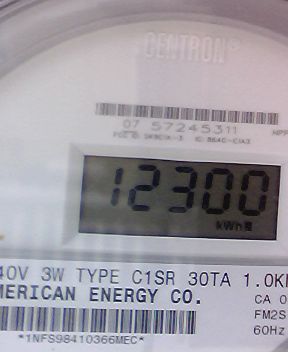 CENTRON®
07 57245311
12300
kWh
40V 3W TYPE C1SR 30TA 1.0K
MERICAN ENERGY CO.
CA 0
FM2S
60Hz
*1NFS98410366MEC*